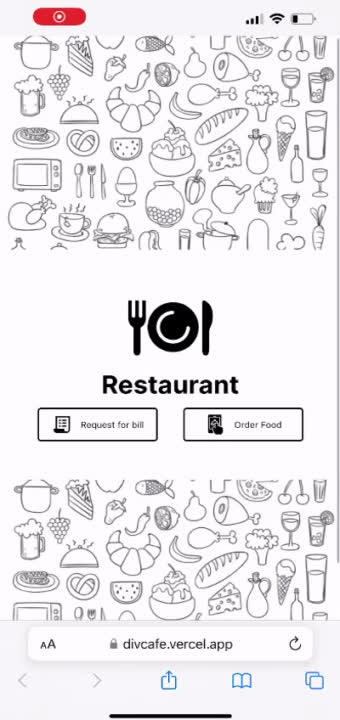 Restaurant
Request for bill
Order Food
AA
divcafe.vercel.app